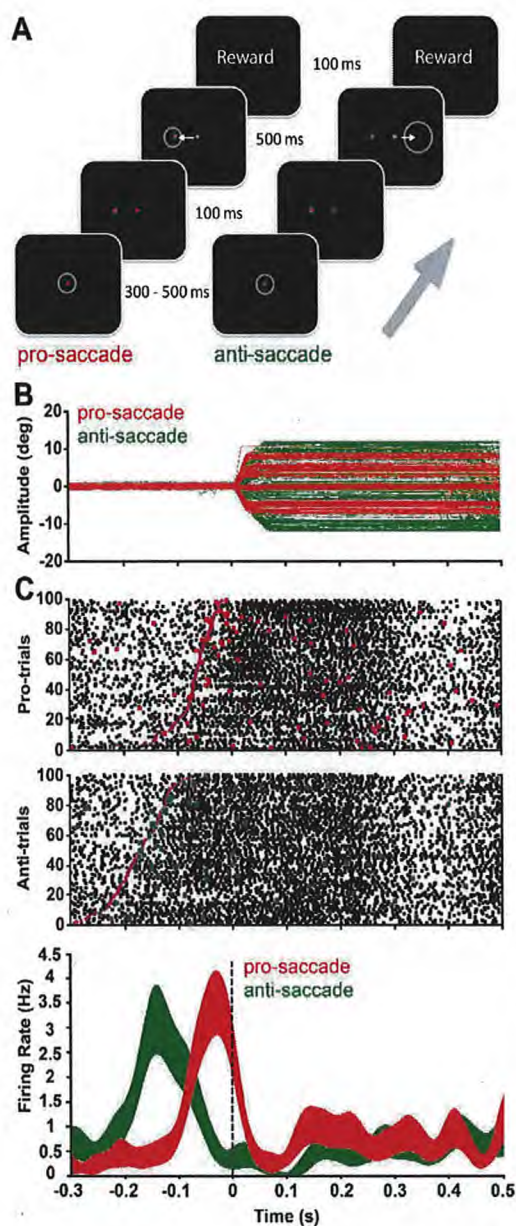 A
Reward
100 ms
Reward
500 ms
100 ms
300 - 500 ms
pro-saccade
anti-saccade
B
pro-saccade
anti-saccade
Amplitude (deg)
20
10
0
-10
-20
C
Pro-trials
100
80
60
40
20
0
Anti-trials
100
80
60
40
20
0
pro-saccade
anti-saccade
Firing Rate (Hz)
4.5
4
3.5
3
2.5
2
1.5
1
0.5
0
-0.3 -0.2 -0.1 0 0.1 0.2 0.3 0.4 0.5
Time (s)